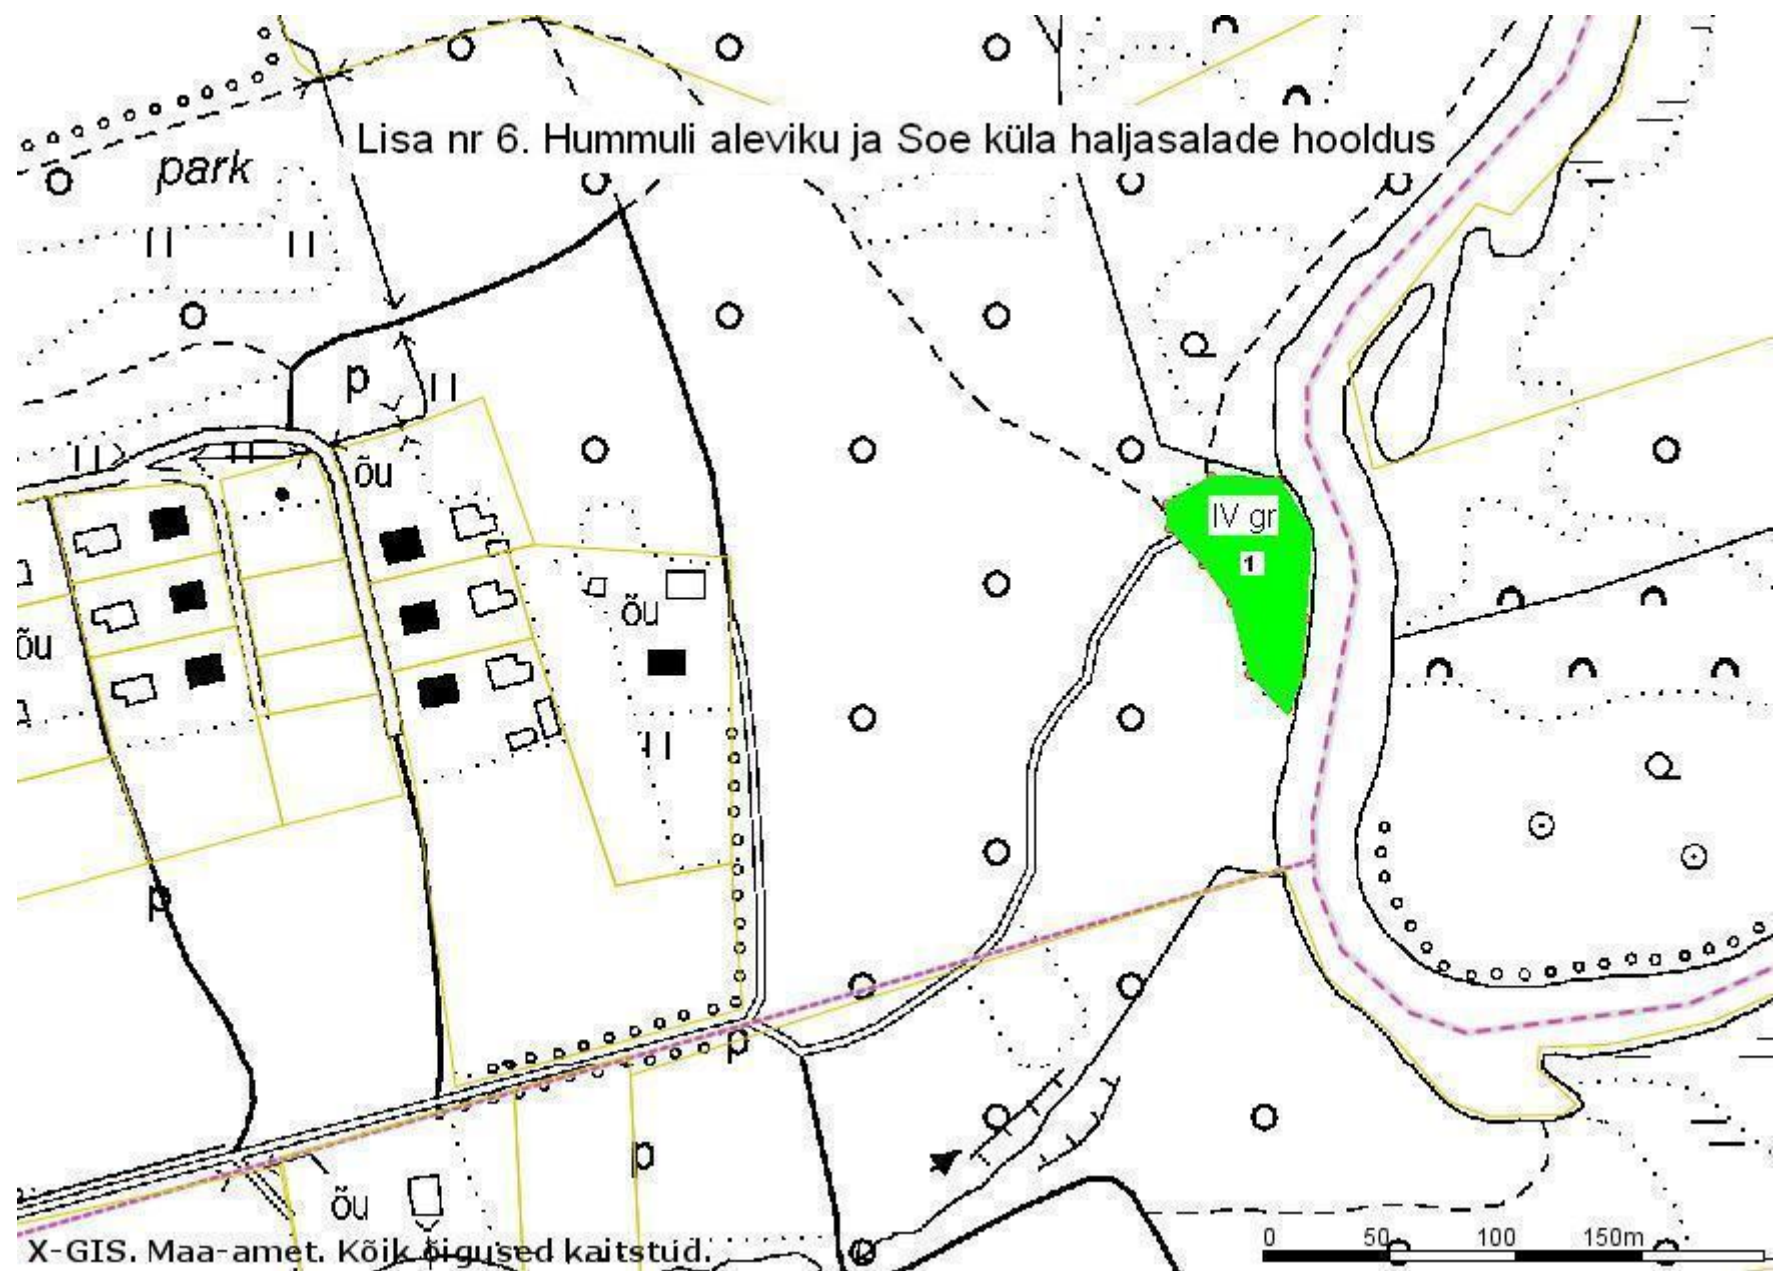 Lisa nr 6. Hummuli aleviku ja Soe küla haljasalade hooldus
park
p
õu
IV gr
1
õu
õu
p
p
p
õu
X-GIS. Maa-amet. Kõik õigused kaitstud.
0 50 100 150m